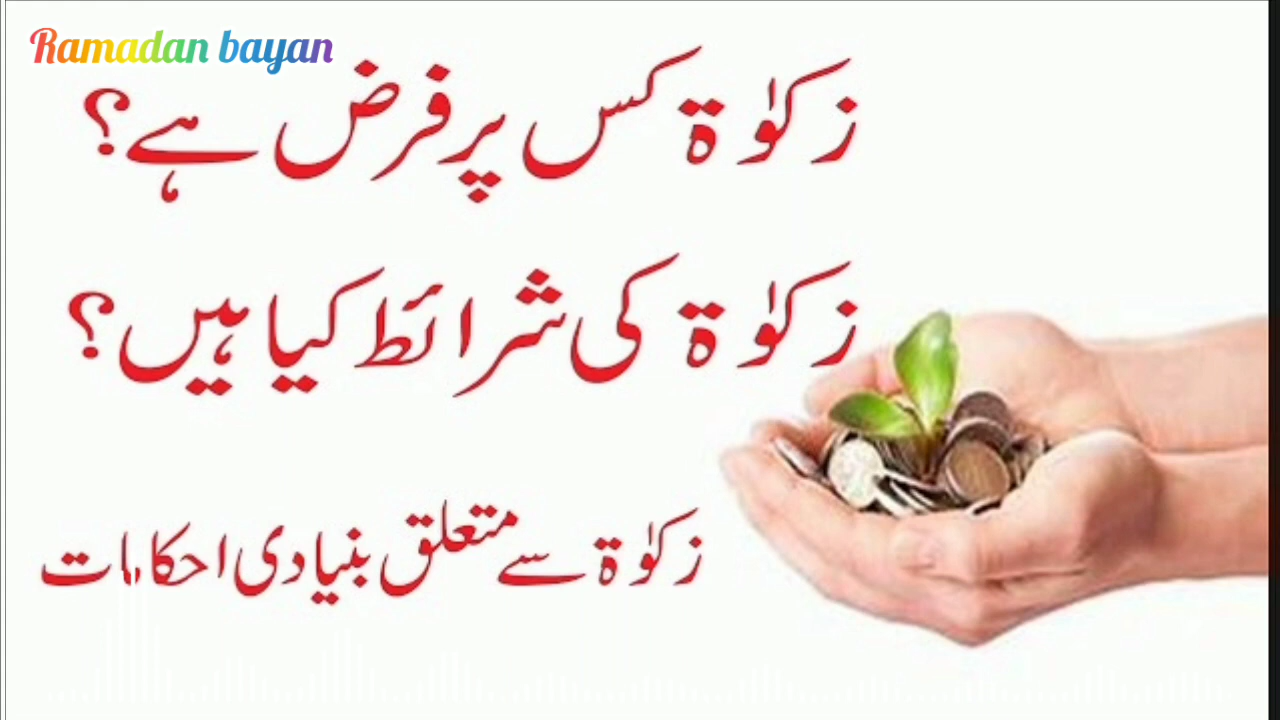 Ramadan bayan
زکوٰۃ کس پر فرض ہے؟
زکوٰۃ کی شرائط کیا ہیں؟
زکوٰۃ سے متعلق بنیادی احکامات